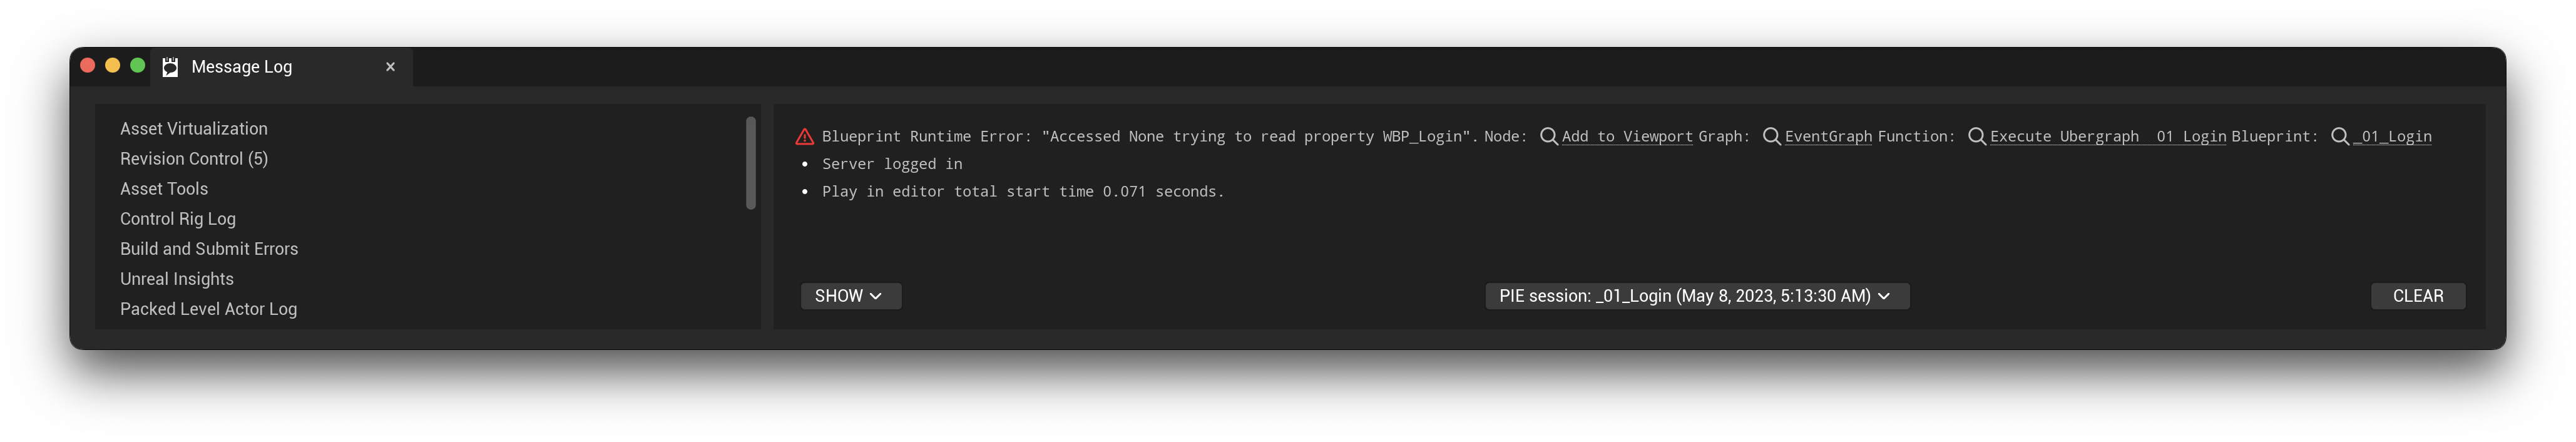 Message Log
Asset Virtualization
Revision Control (5)
Asset Tools
Control Rig Log
Build and Submit Errors
Unreal Insights
Packed Level Actor Log
Blueprint Runtime Error: "Accessed None trying to read property WBP_Login". Node: Add to Viewport Graph: EventGraph Function: Execute Ubergraph 01 Login Blueprint: _01_Login
• Server logged in
• Play in editor total start time 0.071 seconds.
SHOW
PIE session: _01_Login (May 8, 2023, 5:13:30 AM)
CLEAR